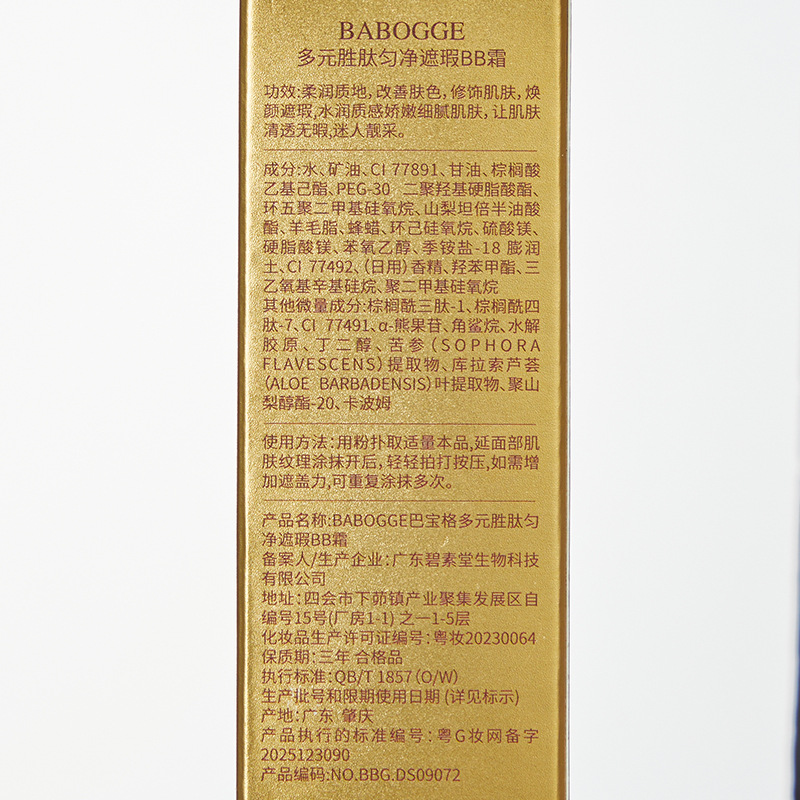 BABOGGE
多元胜肽匀净遮瑕BB霜
功效:柔润质地,改善肤色,修饰肌肤,焕
颜遮瑕,水润质感娇嫩细腻肌肤,让肌肤
清透无暇,迷人靓采。
成分:水、矿油、CI 77891、甘油、棕榈酸
乙基己酯、PEG-30 二聚羟基硬脂酸酯、
环五聚二甲基硅氧烷、山梨坦倍半油酸
酯、羊毛脂、蜂蜡、环己硅氧烷、硫酸镁、
硬脂酸镁、苯氧乙醇、季铵盐-18 膨润
土、CI 77492、(日用)香精、羟苯甲酯、三
乙氧基辛基硅烷、聚二甲基硅氧烷
其他微量成分:棕榈酰三肽-1、棕榈酰四
肽-7、CI 77491、α-熊果苷、角鲨烷、水解
胶原、丁二醇、苦参(SOPHORA
FLAVESCENS)提取物、库拉索芦荟
(ALOE BARBADENSIS)叶提取物、聚山
梨醇酯-20、卡波姆
使用方法:用粉扑取适量本品,延面部肌
肤纹理涂抹开后,轻轻拍打按压,如需增
加遮盖力,可重复涂抹多次。
产品名称:BABOGGE巴宝格多元胜肽匀
净遮瑕BB霜
备案人/生产企业:广东碧素堂生物科技
有限公司
地址:四会市下茆镇产业聚集发展区自
编号15号(厂房1-1)之一1-5层
化妆品生产许可证编号:粤妆20230064
保质期:三年 合格品
执行标准:QB/T 1857(O/W)
生产批号和限期使用日期 (详见标示)
产地:广东 肇庆
产品执行的标准编号:粤G妆网备字
2025123090
产品编码:NO.BBG.DS09072